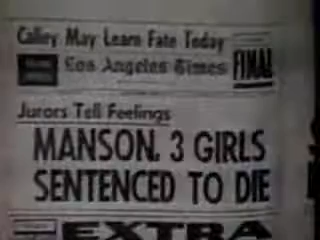 Calley May Learn Fate Today
Los Angeles Times
FINAL
Jurors Tell Feelings
MANSON, 3 GIRLS
SENTENCED TO DIE
EXTRA